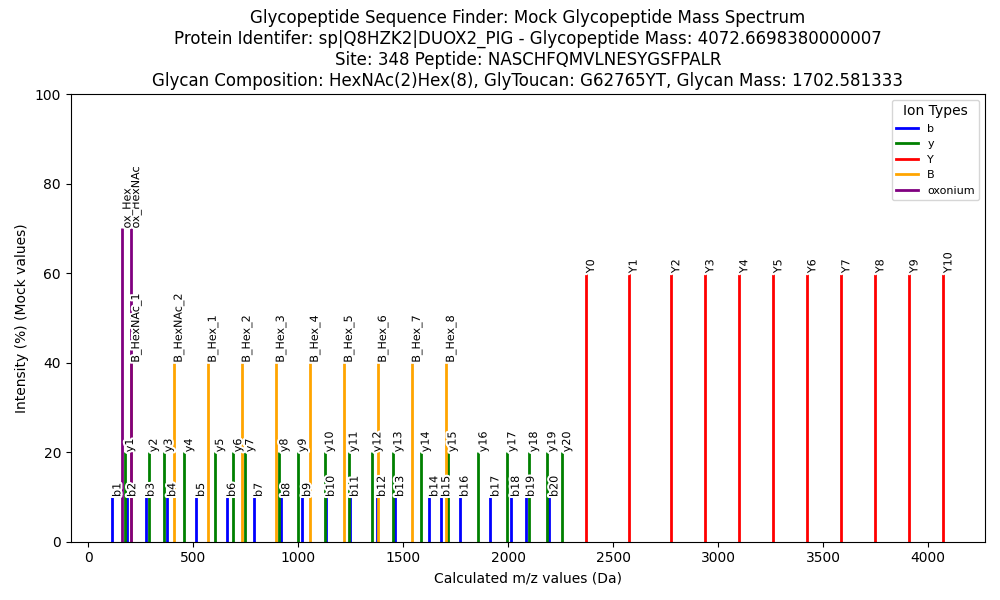 Glycopeptide Sequence Finder: Mock Glycopeptide Mass Spectrum
Protein Identifer: sp|Q8HZK2|DUOX2_PIG - Glycopeptide Mass: 4072.6698380000007
Site: 348 Peptide: NASCHFQMVLNESYGSFPALR
Glycan Composition: HexNAc(2)Hex(8), GlyToucan: G62765YT, Glycan Mass: 1702.581333
Intensity (%) (Mock values)
100
80
60
40
20
0
Ion Types
b
y
Y
B
oxonium
ox_Hex
ox_HexNAc
Y0
Y1
Y2
Y3
Y4
Y5
Y6
Y7
Y8
Y9
Y10
B_HexNAc_1
B_HexNAc_2
B_Hex_1
B_Hex_2
B_Hex_3
B_Hex_4
B_Hex_5
B_Hex_6
B_Hex_7
B_Hex_8
y1
y2
y3
y4
y5
y6
y7
y8
y9
y10
y11
y12
y13
y14
y15
y16
y17
y18
y19
y20
b1
b2
b3
b4
b5
b6
b7
b8
b9
b10
b11
b12
b13
b14
b15
b16
b17
b18
b19
b20
0
500
1000
1500
2000
2500
3000
3500
4000
Calculated m/z values (Da)